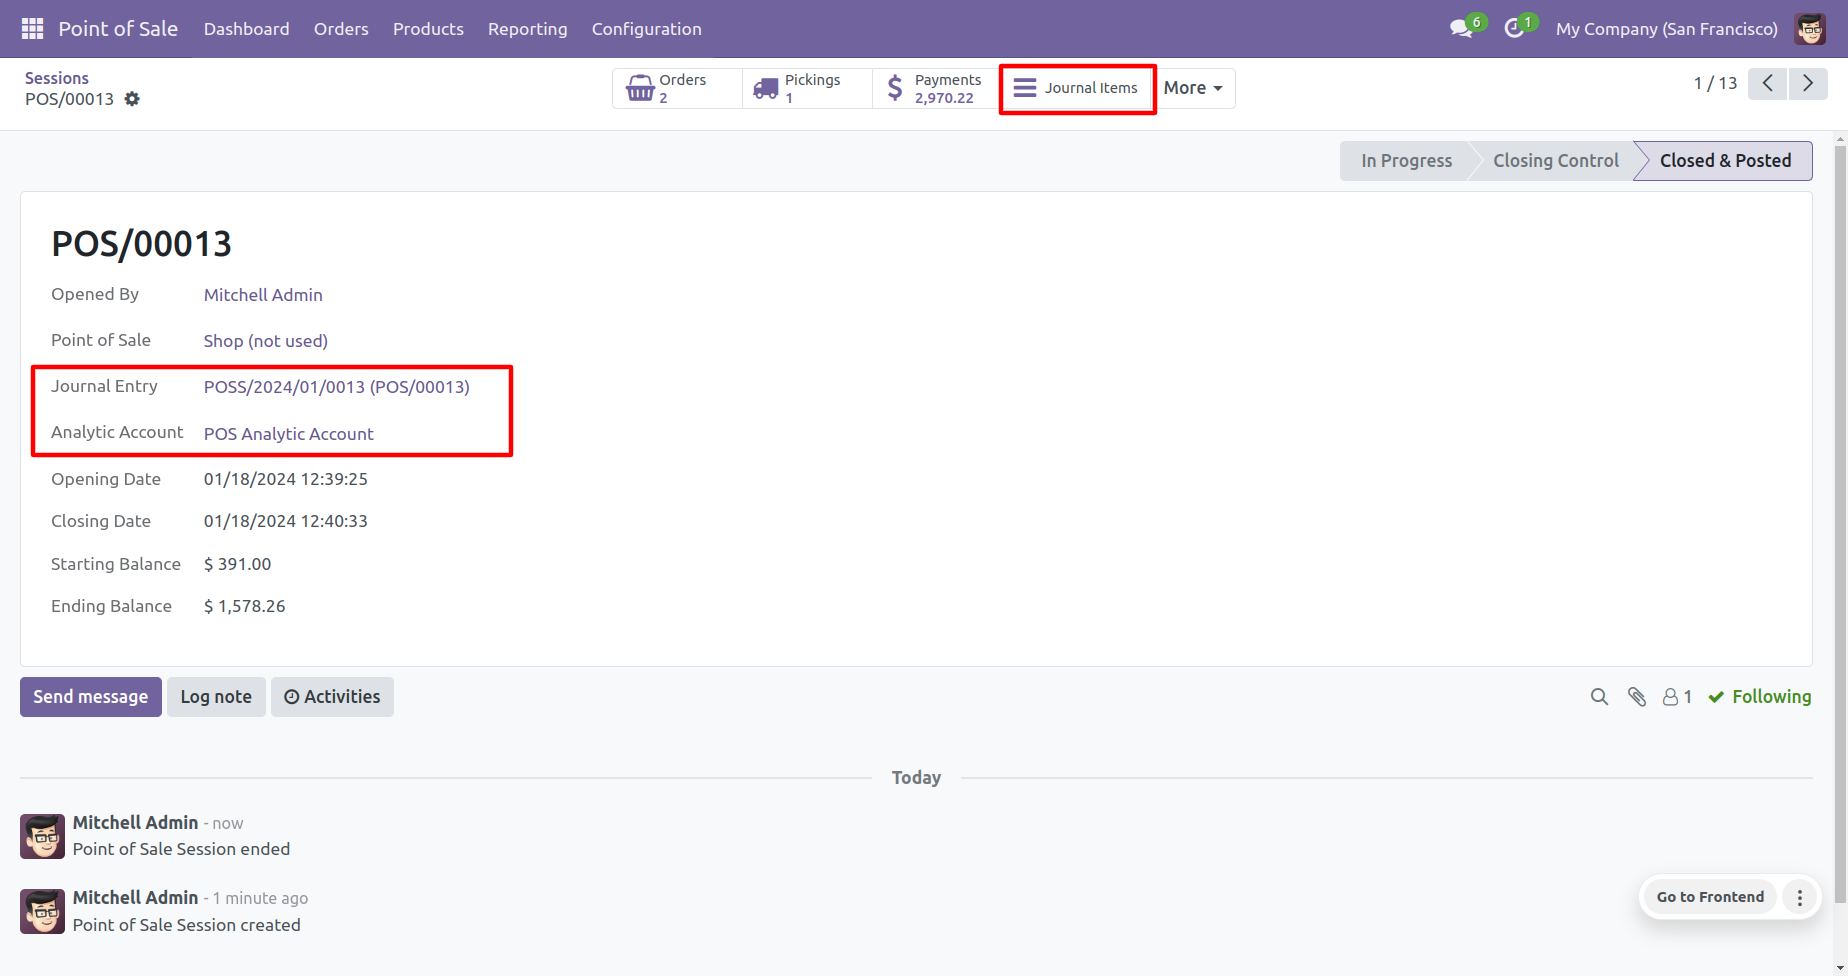 Point of Sale Dashboard Orders Products Reporting Configuration 6 1 My Company (San Francisco)
Sessions
POS/00013
Orders
2
Pickings
1
Payments
2,970.22
Journal Items
More
1 / 13
In Progress Closing Control Closed & Posted
POS/00013
Opened By Mitchell Admin
Point of Sale Shop (not used)
Journal Entry POSS/2024/01/0013 (POS/00013)
Analytic Account POS Analytic Account
Opening Date 01/18/2024 12:39:25
Closing Date 01/18/2024 12:40:33
Starting Balance $ 391.00
Ending Balance $ 1,578.26
Send message Log note Activities 1 Following
Today
Mitchell Admin - now
Point of Sale Session ended
Mitchell Admin - 1 minute ago
Point of Sale Session created
Go to Frontend